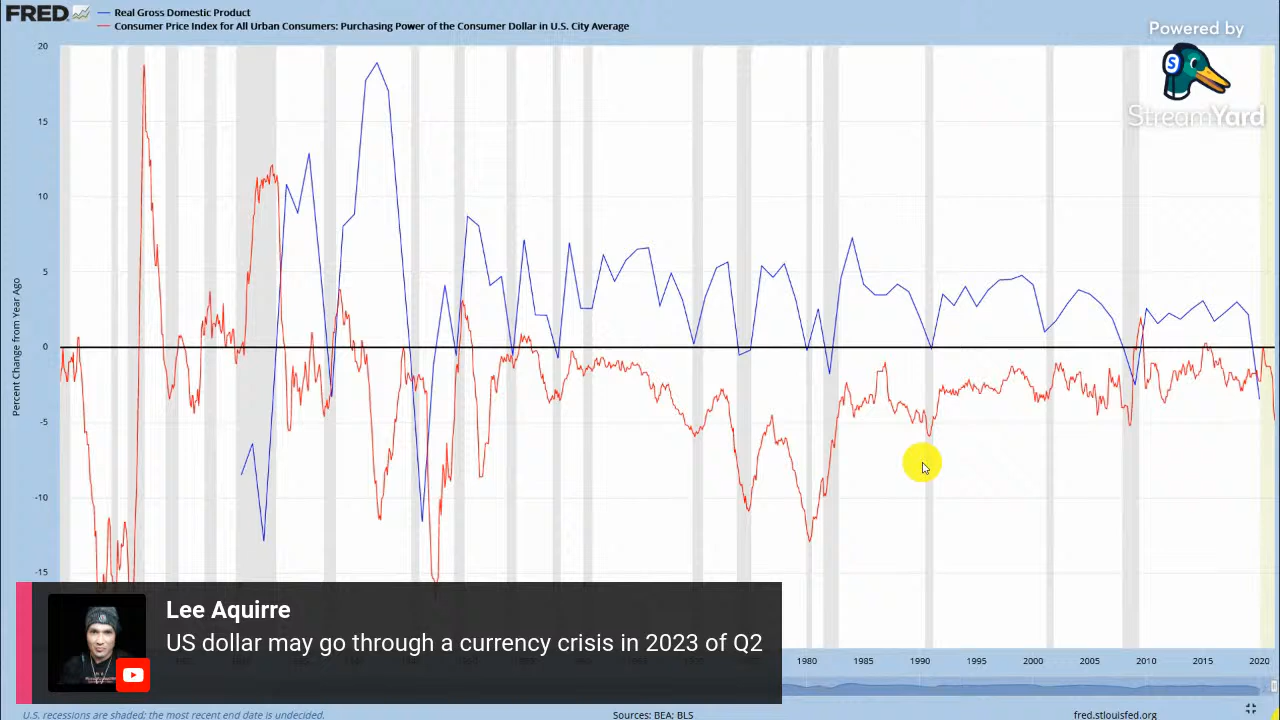 FRED
Real Gross Domestic Product
Consumer Price Index for All Urban Consumers: Purchasing Power of the Consumer Dollar in U.S. City Average
Powered by
S
StreamYard
20
15
10
5
0
-5
-10
-15
Percent Change from Year Ago
Lee Aquirre
US dollar may go through a currency crisis in 2023 of Q2
1980 1985 1990 1995 2000 2005 2010 2015 2020
U.S. recessions are shaded; the most recent end date is undecided.
Sources: BEA; BLS
fred.stlouisfed.org